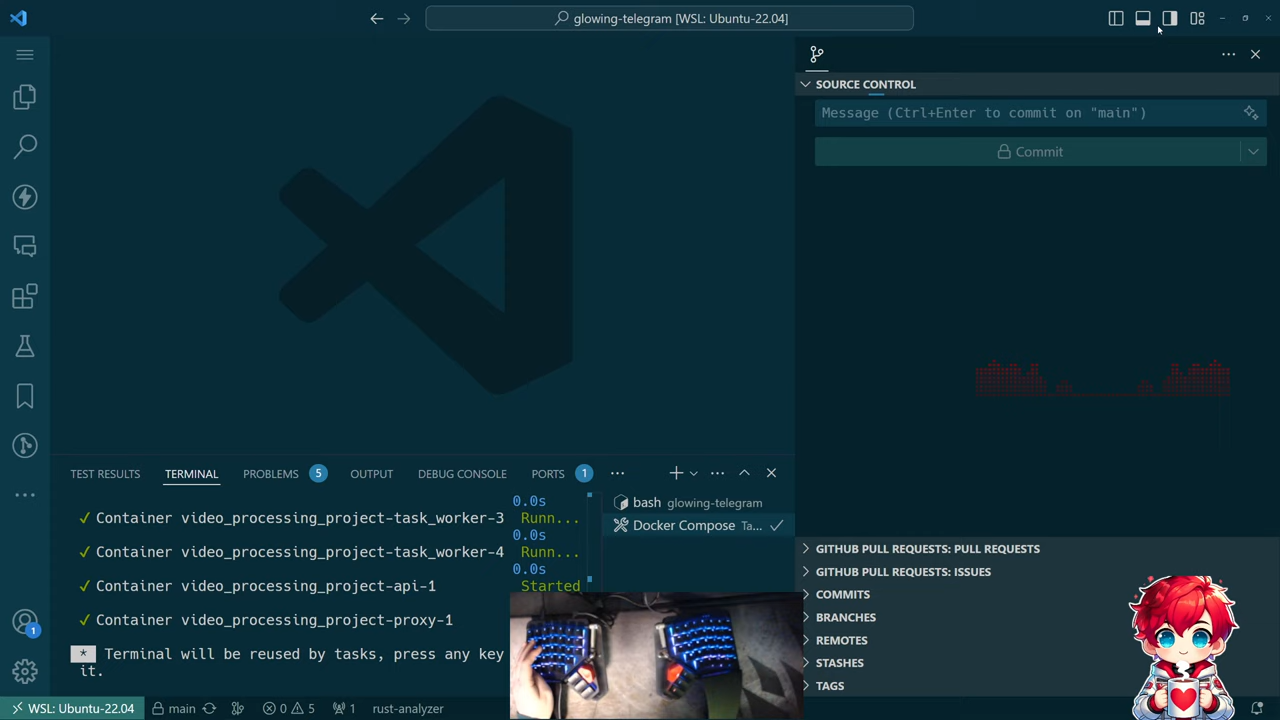 glowing-telegram [WSL: Ubuntu-22.04]
SOURCE CONTROL
Message (Ctrl+Enter to commit on "main")
Commit
TEST RESULTS
TERMINAL
PROBLEMS
5
OUTPUT
DEBUG CONSOLE
PORTS
1
0.0s
✓ Container video_processing_project-task_worker-3 Runn...
0.0s
✓ Container video_processing_project-task_worker-4 Runn...
0.0s
✓ Container video_processing_project-api-1 Started
✓ Container video_processing_project-proxy-1
* Terminal will be reused by tasks, press any key
it.
bash glowing-telegram
Docker Compose Ta...
GITHUB PULL REQUESTS: PULL REQUESTS
GITHUB PULL REQUESTS: ISSUES
COMMITS
BRANCHES
REMOTES
STASHES
TAGS
1
WSL: Ubuntu-22.04
main
0
5
1
rust-analyzer